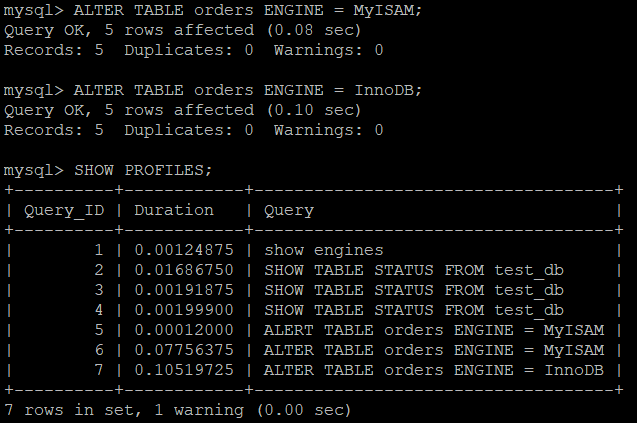 mysql> ALTER TABLE orders ENGINE = MyISAM;
Query OK, 5 rows affected (0.08 sec)
Records: 5  Duplicates: 0  Warnings: 0

mysql> ALTER TABLE orders ENGINE = InnoDB;
Query OK, 5 rows affected (0.10 sec)
Records: 5  Duplicates: 0  Warnings: 0

mysql> SHOW PROFILES;
+----------+------------+------------------------------------+
| Query_ID | Duration   | Query                              |
+----------+------------+------------------------------------+
|        1 | 0.00124875 | show engines                       |
|        2 | 0.01686750 | SHOW TABLE STATUS FROM test_db     |
|        3 | 0.00191875 | SHOW TABLE STATUS FROM test_db     |
|        4 | 0.00199900 | SHOW TABLE STATUS FROM test_db     |
|        5 | 0.00012000 | ALERT TABLE orders ENGINE = MyISAM |
|        6 | 0.07756375 | ALTER TABLE orders ENGINE = MyISAM |
|        7 | 0.10519725 | ALTER TABLE orders ENGINE = InnoDB |
+----------+------------+------------------------------------+
7 rows in set, 1 warning (0.00 sec)